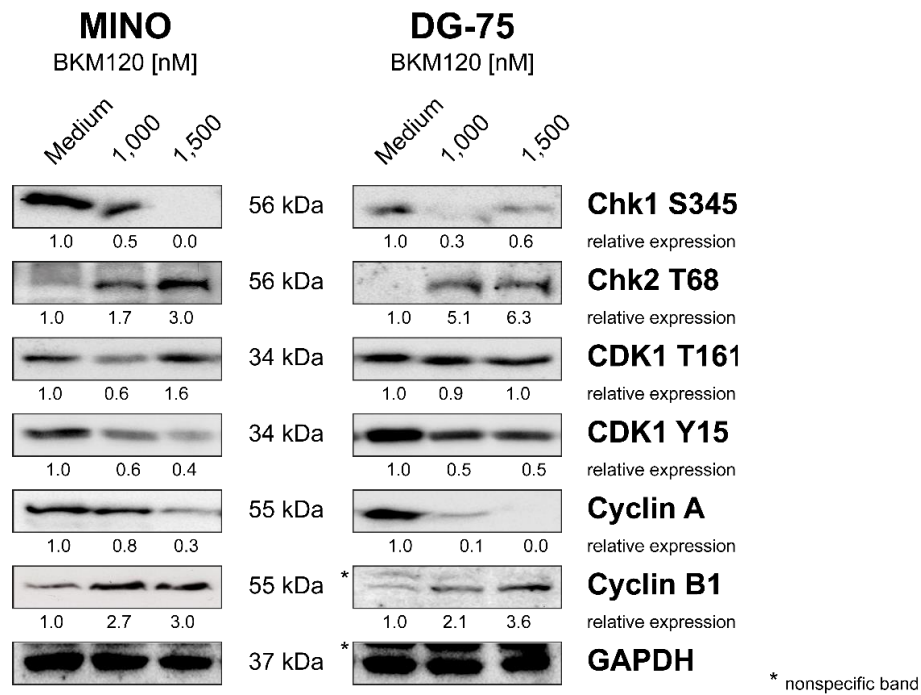 MINO DG-75
BKM120 [nM] BKM120 [nM]
Medium 1,000 1,500 Medium 1,000 1,500
56 kDa Chk1 S345
1.0 0.5 0.0 1.0 0.3 0.6 relative expression
56 kDa Chk2 T68
1.0 1.7 3.0 1.0 5.1 6.3 relative expression
34 kDa CDK1 T161
1.0 0.6 1.6 1.0 0.9 1.0 relative expression
34 kDa CDK1 Y15
1.0 0.6 0.4 1.0 0.5 0.5 relative expression
55 kDa Cyclin A
1.0 0.8 0.3 1.0 0.1 0.0 relative expression
55 kDa * Cyclin B1
1.0 2.7 3.0 1.0 2.1 3.6 relative expression
37 kDa * GAPDH
* nonspecific band